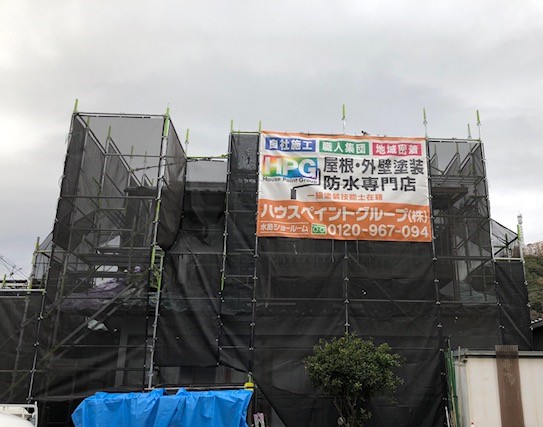 自社施工 職人集団 地域密着
HPG
House Paint Group
屋根・外壁塗装
防水専門店
一級塗装技能士在籍
ハウスペイントグループ(株)
水島ショールーム 0120-967-094